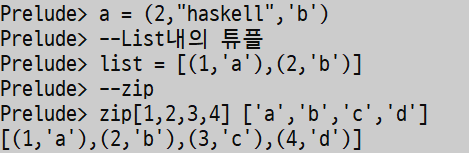 Prelude> a = (2,"haskell",'b')
Prelude> --List내의 튜플
Prelude> list = [(1,'a'),(2,'b')]
Prelude> --zip
Prelude> zip[1,2,3,4] ['a','b','c','d']
[(1,'a'),(2,'b'),(3,'c'),(4,'d')]